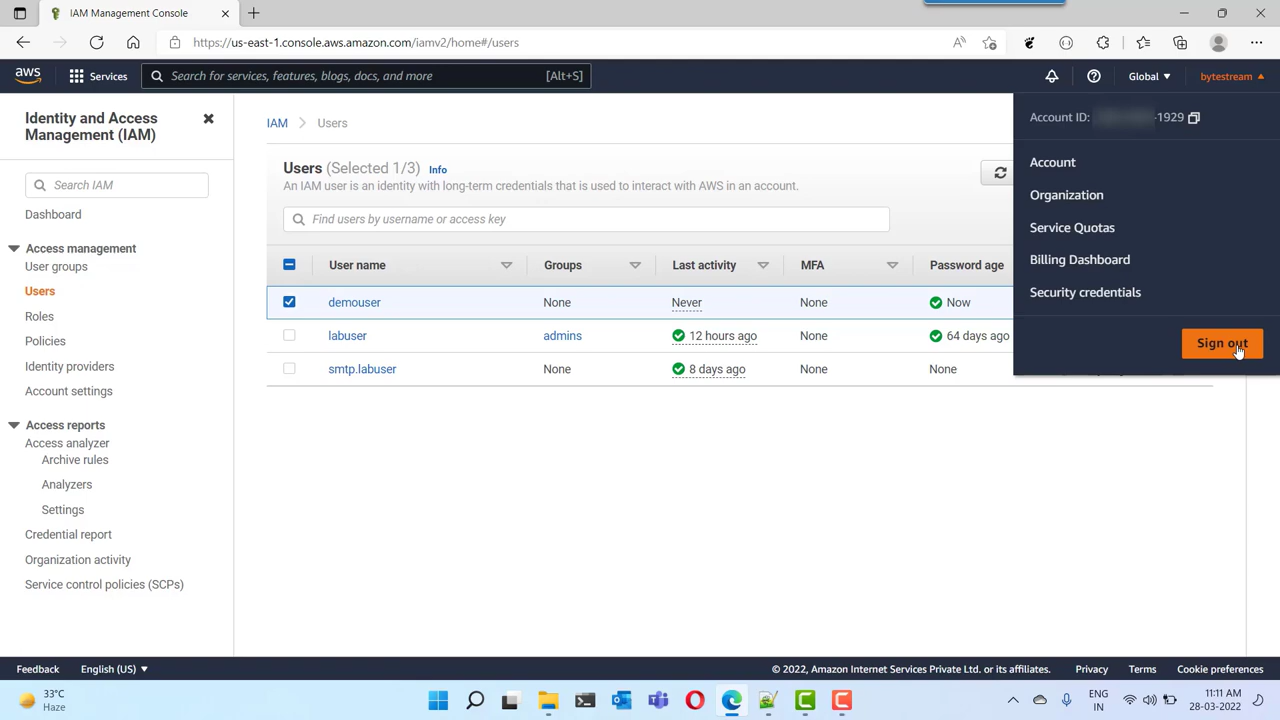 IAM Management Console
https://us-east-1.console.aws.amazon.com/iamv2/home#/users
aws
Services
Search for services, features, blogs, docs, and more
[Alt+S]
Global
bytestream
Identity and Access
Management (IAM)
Search IAM
Dashboard
Access management
User groups
Users
Roles
Policies
Identity providers
Account settings
Access reports
Access analyzer
Archive rules
Analyzers
Settings
Credential report
Organization activity
Service control policies (SCPs)
IAM
Users
Users (Selected 1/3) Info
An IAM user is an identity with long-term credentials that is used to interact with AWS in an account.
Find users by username or access key
User name Groups Last activity MFA Password age
demouser None Never None Now
labuser admins 12 hours ago None 64 days ago
smtp.labuser None 8 days ago None None
Account ID: -1929
Account
Organization
Service Quotas
Billing Dashboard
Security credentials
Sign out
Feedback English (US) © 2022, Amazon Internet Services Private Ltd. or its affiliates. Privacy Terms Cookie preferences
33°C
Haze
ENG
IN
11:11 AM
28-03-2022